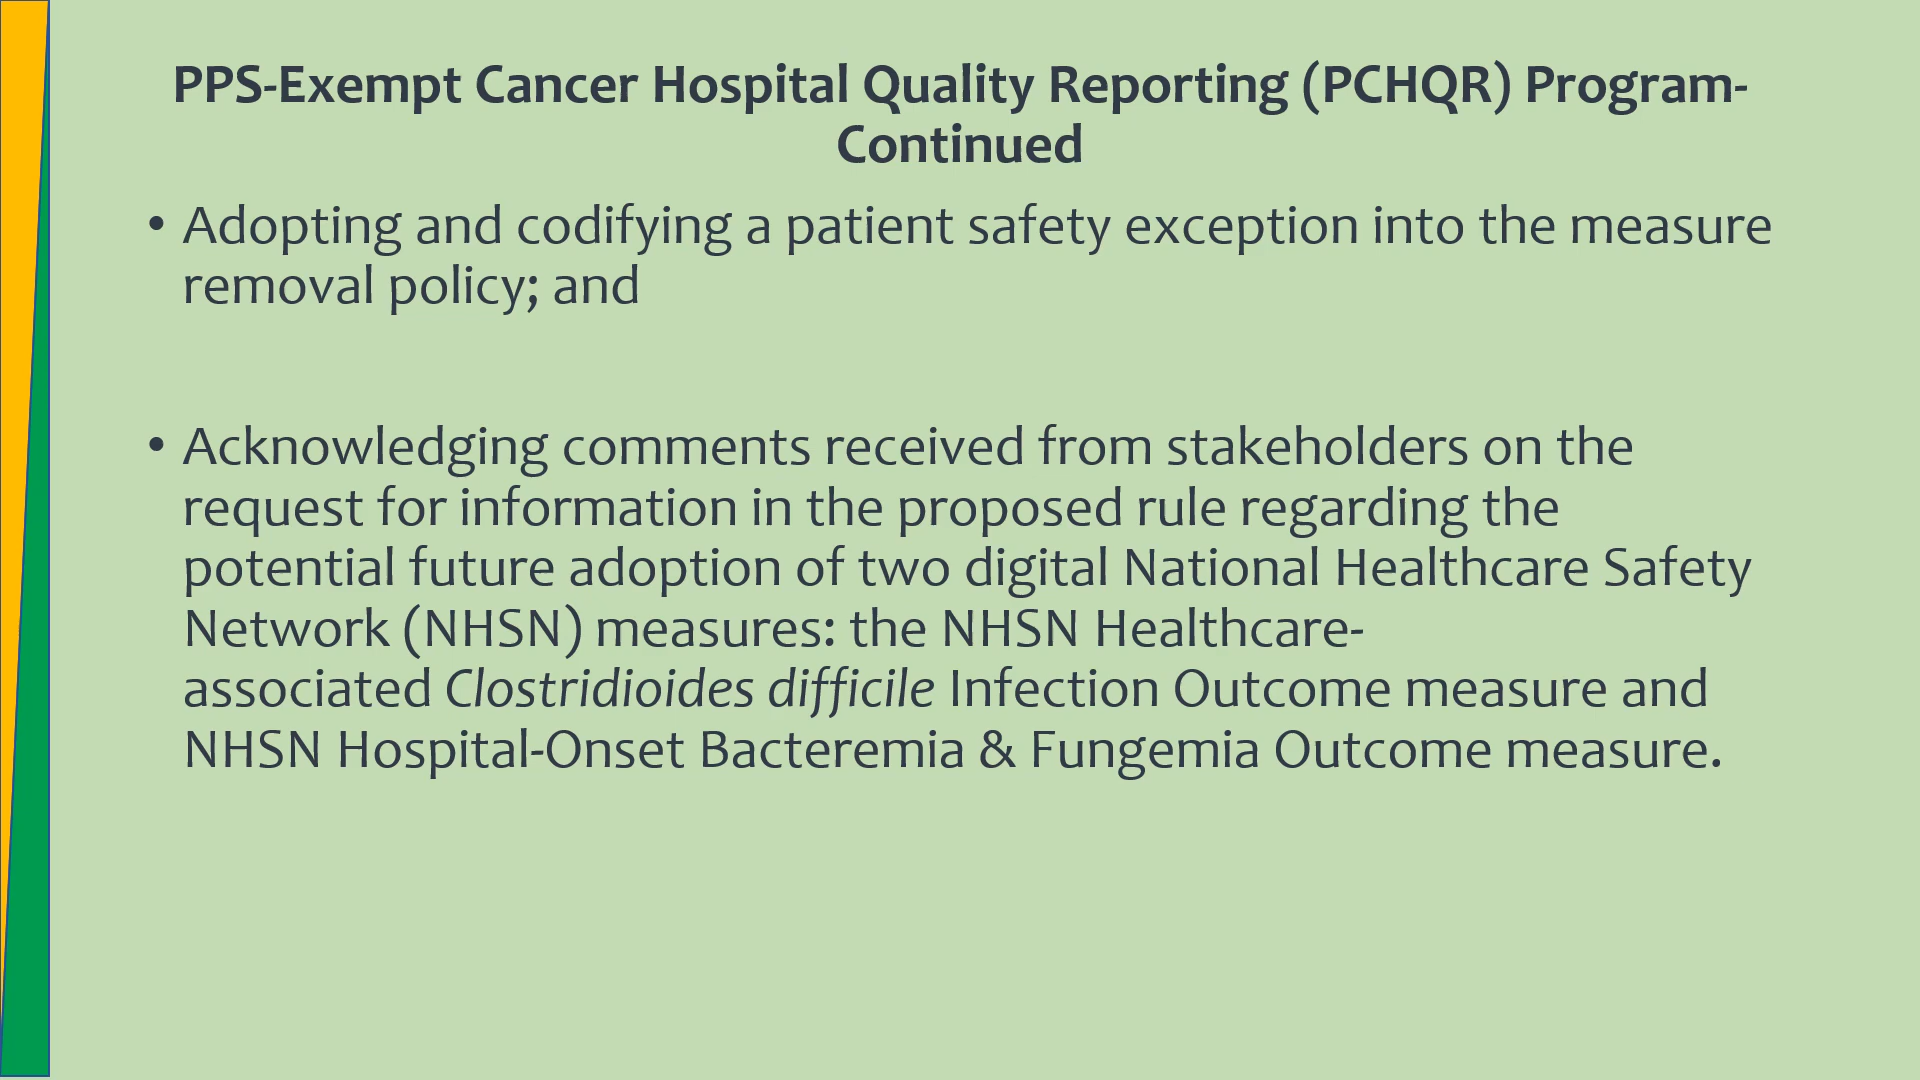 PPS-Exempt Cancer Hospital Quality Reporting (PCHQR) Program-
Continued
• Adopting and codifying a patient safety exception into the measure
removal policy; and
• Acknowledging comments received from stakeholders on the
request for information in the proposed rule regarding the
potential future adoption of two digital National Healthcare Safety
Network (NHSN) measures: the NHSN Healthcare-
associated Clostridioides difficile Infection Outcome measure and
NHSN Hospital-Onset Bacteremia & Fungemia Outcome measure.